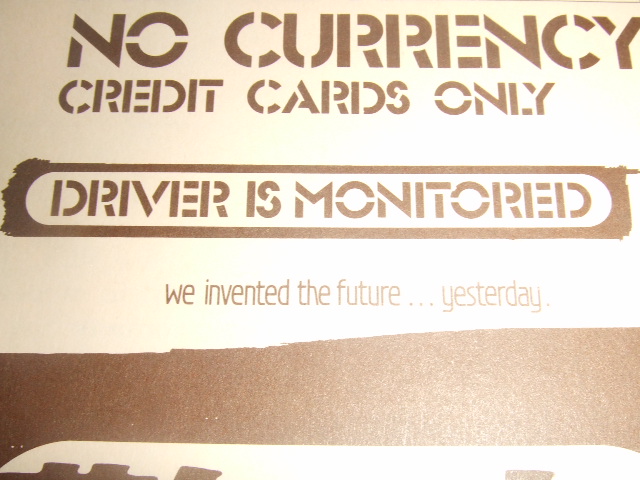 NO CURRENCY
CREDIT CARDS ONLY
DRIVER IS MONITORED
we invented the future . . . yesterday.